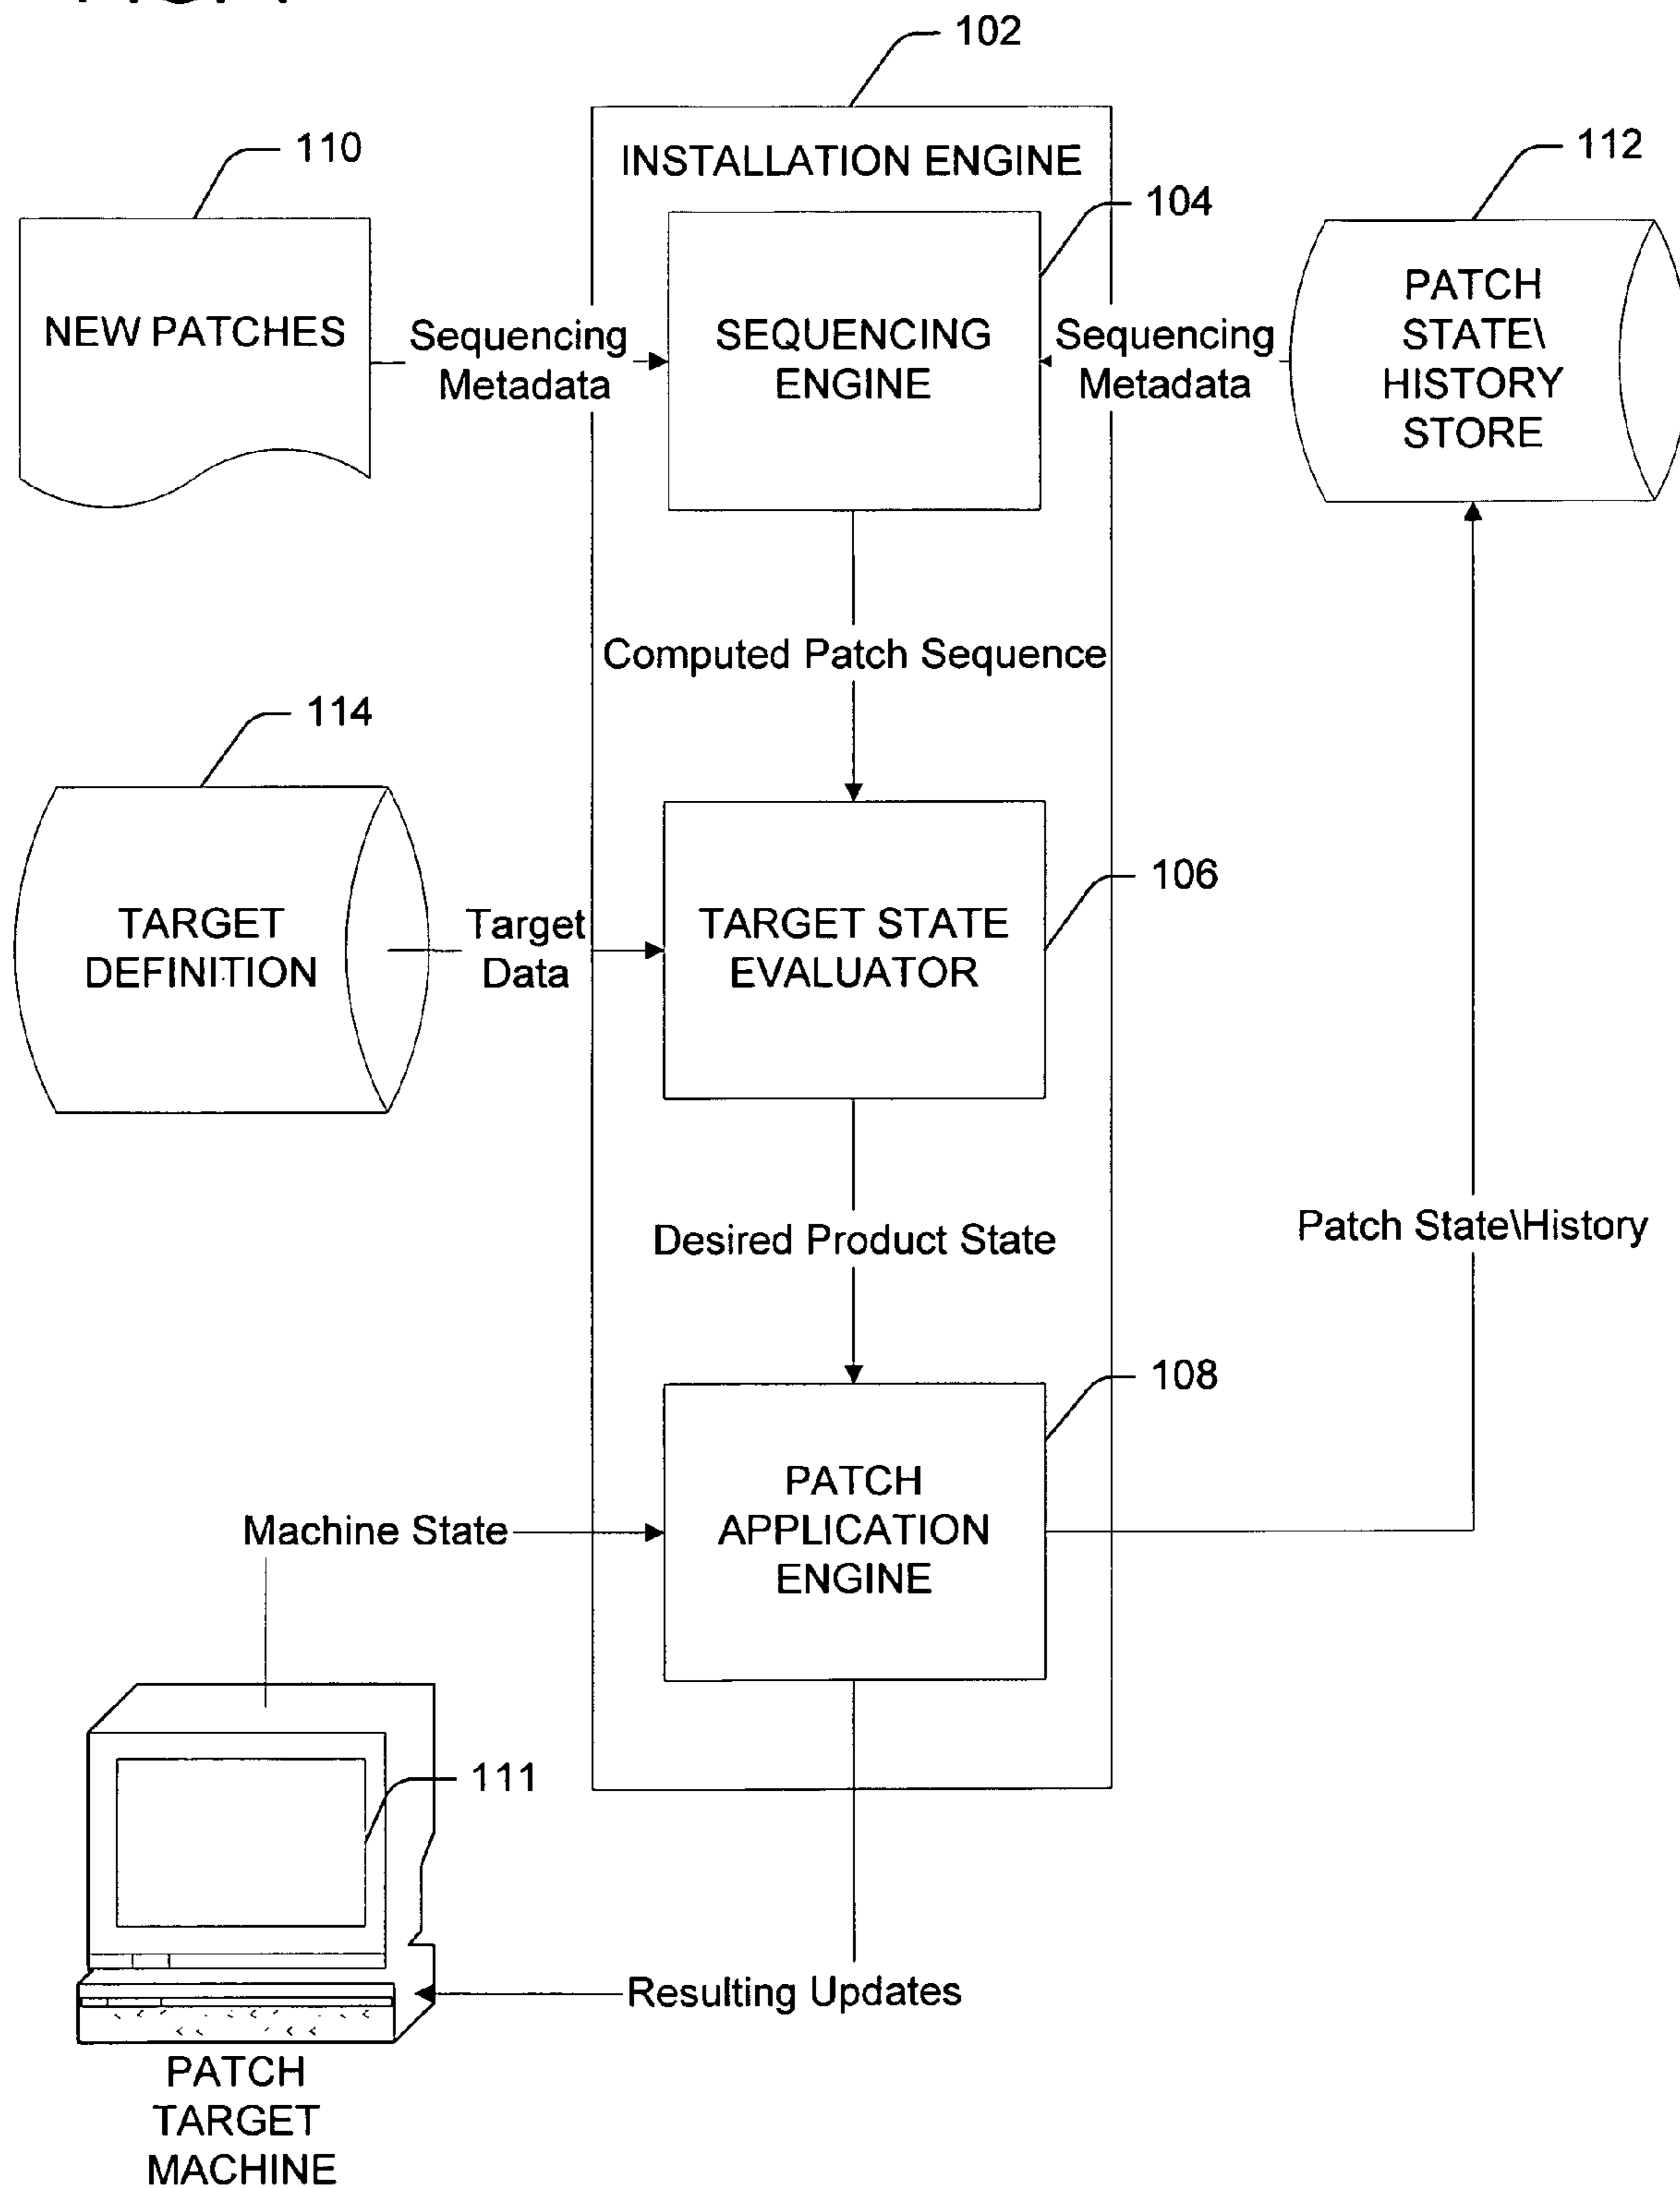 102
110
INSTALLATION ENGINE
112
104
NEW PATCHES
Sequencing
Metadata
SEQUENCING
ENGINE
Sequencing
Metadata
PATCH
STATE\
HISTORY
STORE
Computed Patch Sequence
114
106
TARGET
DEFINITION
Target
Data
TARGET STATE
EVALUATOR
Desired Product State
Patch State\History
108
Machine State
PATCH
APPLICATION
ENGINE
111
Resulting Updates
PATCH
TARGET
MACHINE